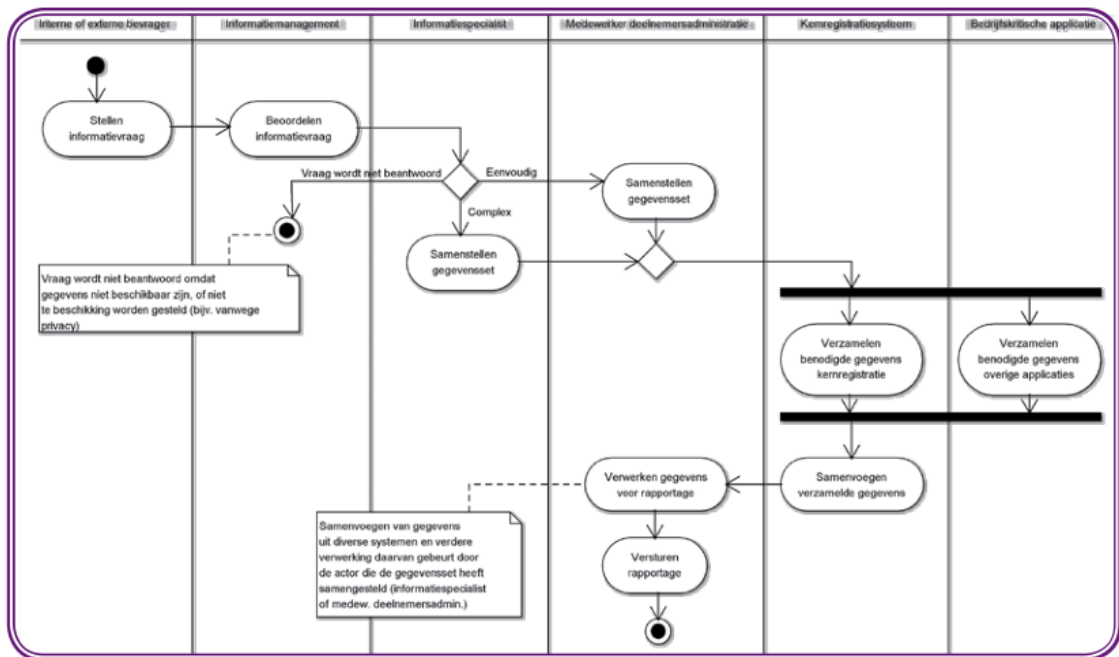 Interne of externe bevrager
Informatiemanagement
Informatiespecialist
Medewerker deelnemersadministratie
Kernregistratiesysteem
Bedrijfskritische applicatie
Stellen
informatievraag
Beoordelen
informatievraag
Vraag wordt niet beantwoord
Eenvoudig
Complex
Samenstellen
gegevensset
Samenstellen
gegevensset
Vraag wordt niet beantwoord omdat
gegevens niet beschikbaar zijn, of niet
te beschikking worden gesteld (bijv. vanwege
privacy)
Verzamelen
benodigde gegevens
kernregistratie
Verzamelen
benodigde gegevens
overige applicaties
Verwerken gegevens
voor rapportage
Samenvoegen
verzamelde gegevens
Samenvoegen van gegevens
uit diverse systemen en verdere
verwerking daarvan gebeurt door
de actor die de gegevensset heeft
samengesteld (informatiespecialist
of medew. deelnemersadmin.)
Versturen
rapportage